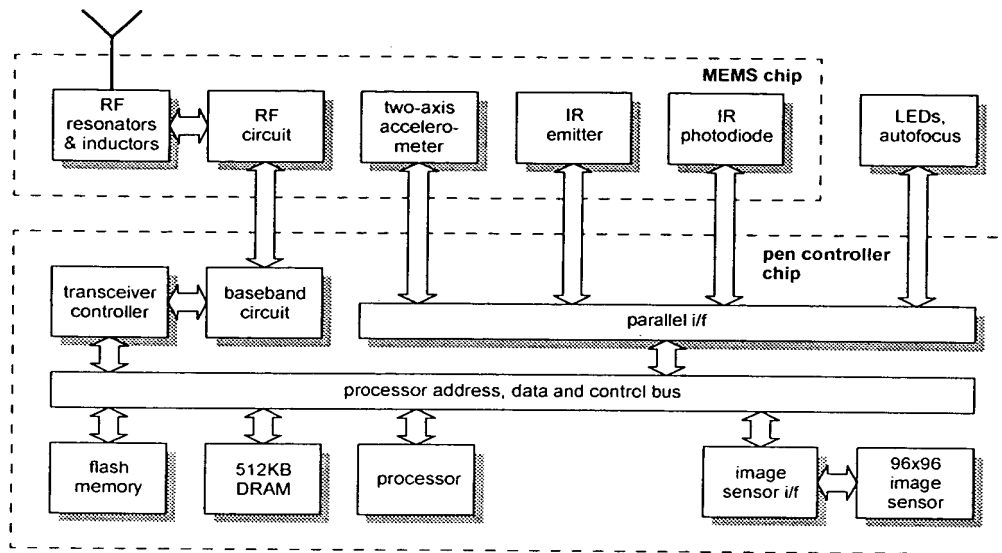 MEMS chip
RF
resonators
& inductors
RF
circuit
two-axis
accelero-
meter
IR
emitter
IR
photodiode
LEDs,
autofocus
pen controller
chip
transceiver
controller
baseband
circuit
parallel i/f
processor address, data and control bus
flash
memory
512KB
DRAM
processor
image
sensor i/f
96x96
image
sensor